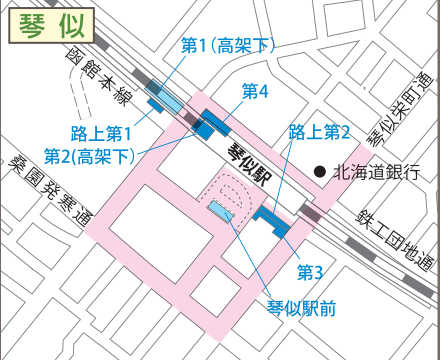 琴似
第1（高架下）
函館本線
第4
路上第1
路上第2
第2(高架下)
琴似駅
琴似栄町通
北海道銀行
桑園発寒通
鉄工団地通
第3
琴似駅前